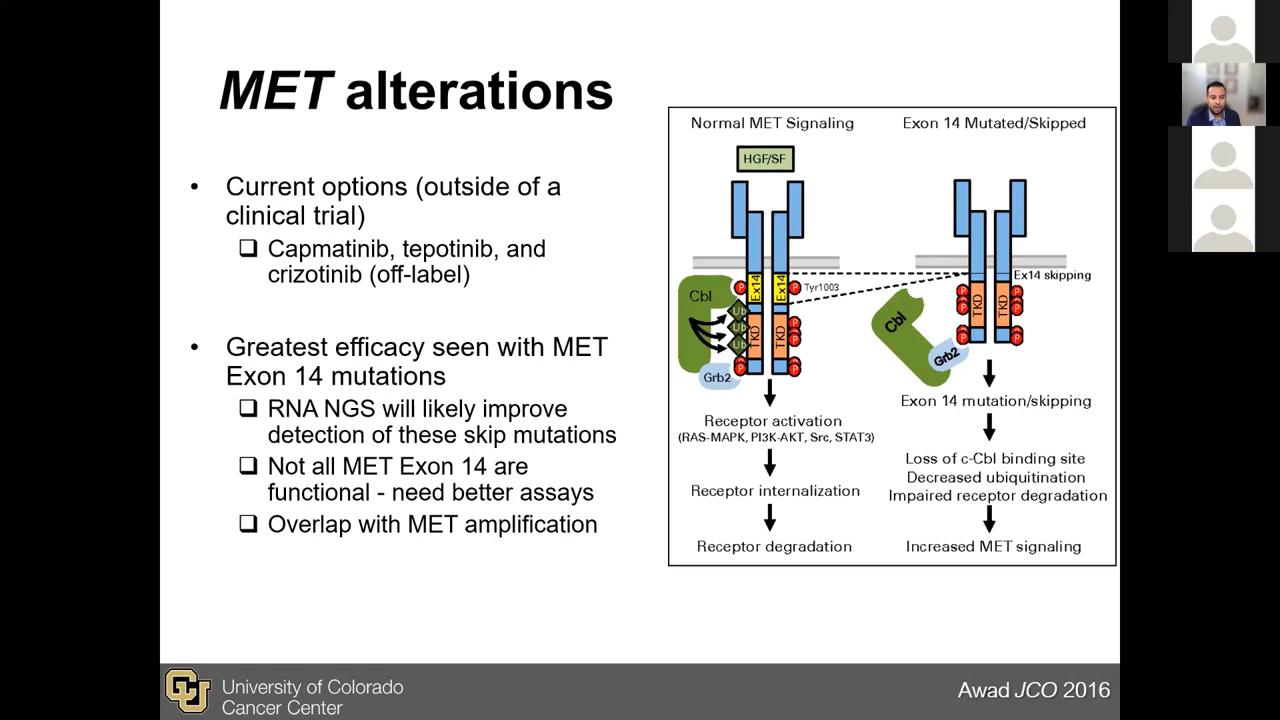 MET alterations
• Current options (outside of a
clinical trial)
❑ Capmatinib, tepotinib, and
crizotinib (off-label)
• Greatest efficacy seen with MET
Exon 14 mutations
❑ RNA NGS will likely improve
detection of these skip mutations
❑ Not all MET Exon 14 are
functional - need better assays
❑ Overlap with MET amplification
Normal MET Signaling
HGF/SF
Cbl
Ex14
Ex14
P
P
Tyr1003
Ub
Ub
Ub
TKD
TKD
P
P
P
P
P
Grb2
Receptor activation
(RAS-MAPK, PI3K-AKT, Src, STAT3)
Receptor internalization
Receptor degradation
Exon 14 Mutated/Skipped
Ex14 skipping
Cbl
P
P
TKD
TKD
P
P
P
P
Grb2
Exon 14 mutation/skipping
Loss of c-Cbl binding site
Decreased ubiquitination
Impaired receptor degradation
Increased MET signaling
CU
University of Colorado
Cancer Center
Awad JCO 2016